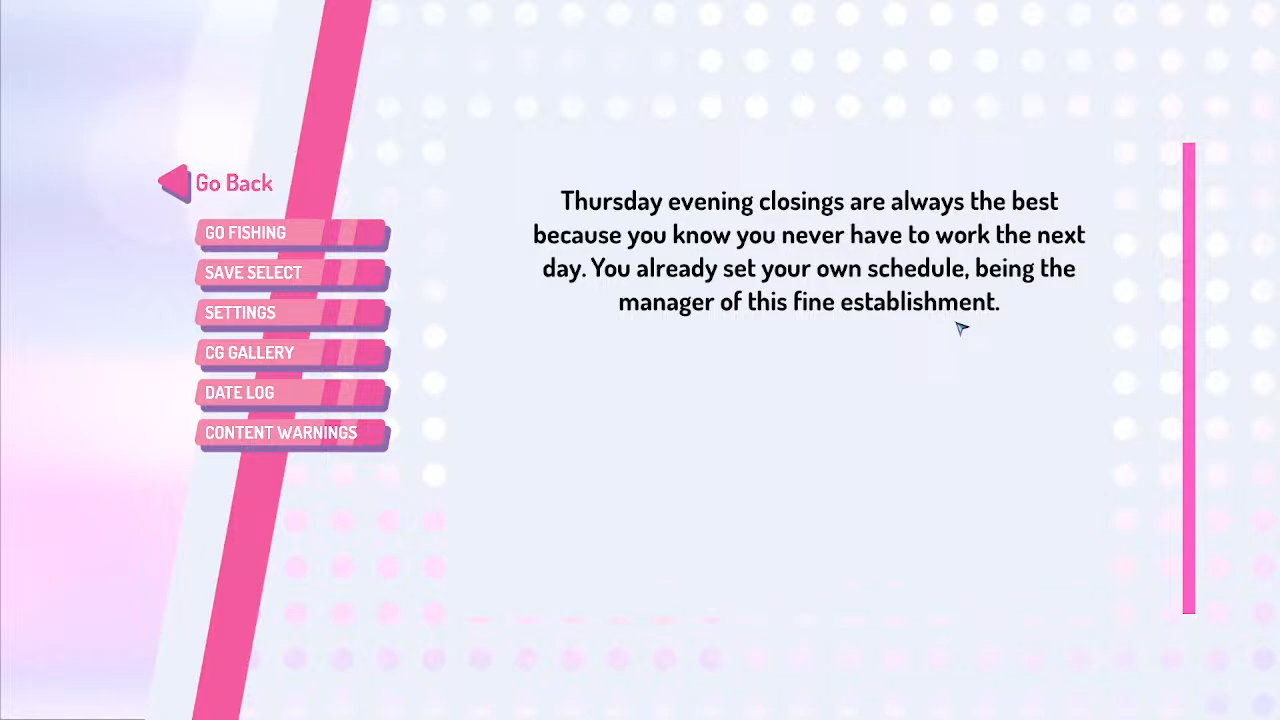 Go Back
GO FISHING
SAVE SELECT
SETTINGS
CG GALLERY
DATE LOG
CONTENT WARNINGS
Thursday evening closings are always the best
because you know you never have to work the next
day. You already set your own schedule, being the
manager of this fine establishment.